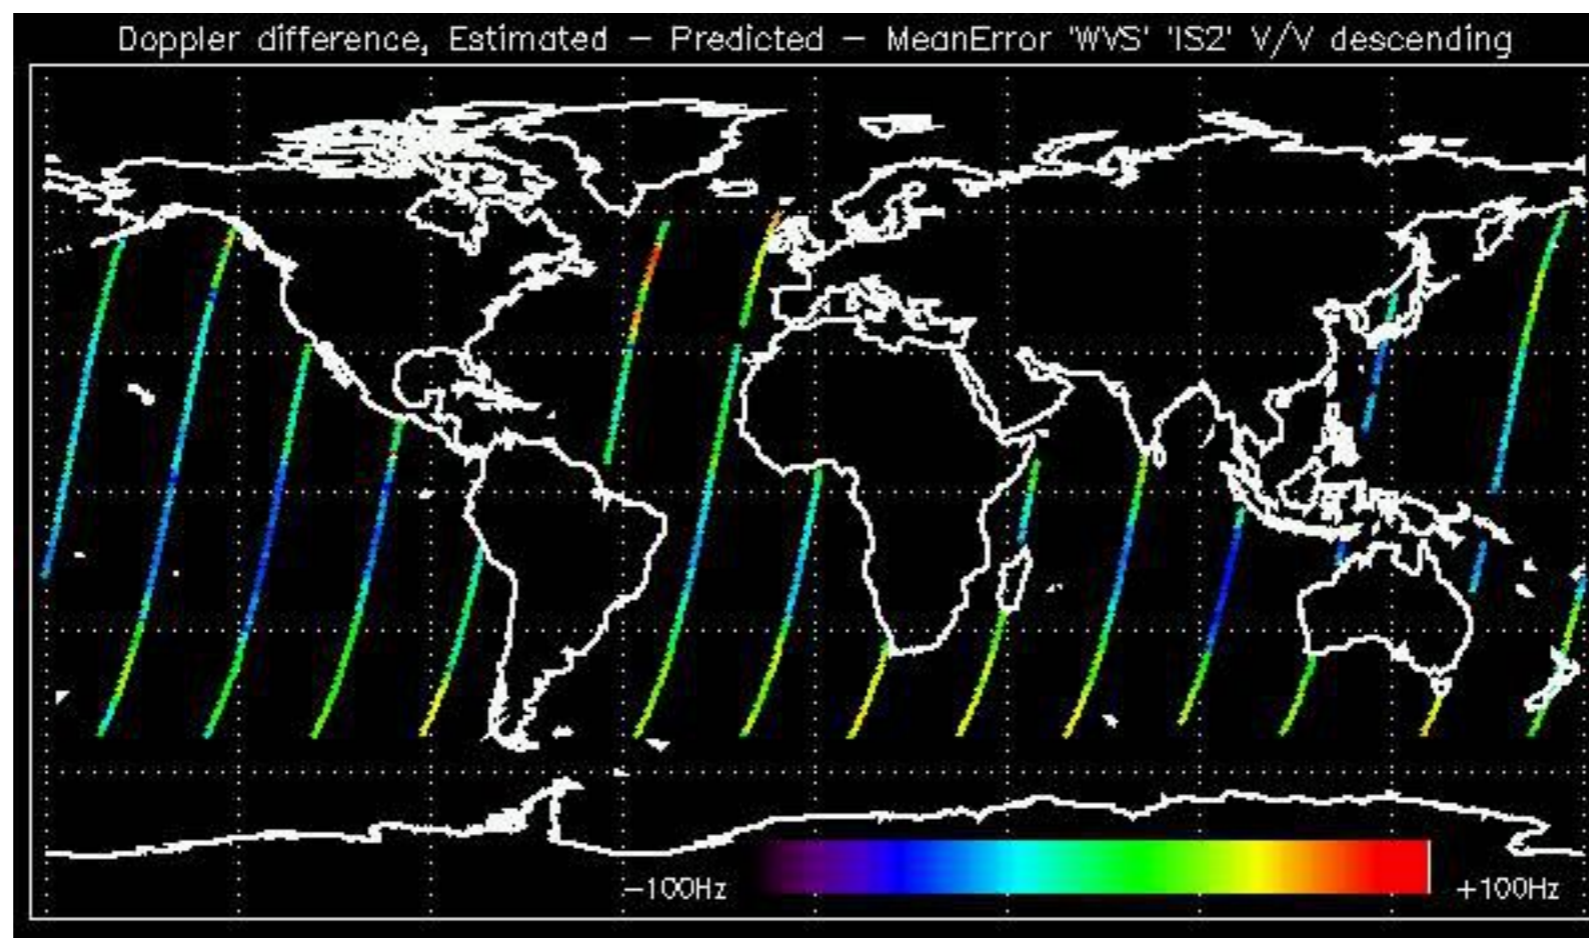 Doppler difference, Estimated – Predicted – MeanError 'WVS' 'IS2' V/V descending
–100Hz
+100Hz